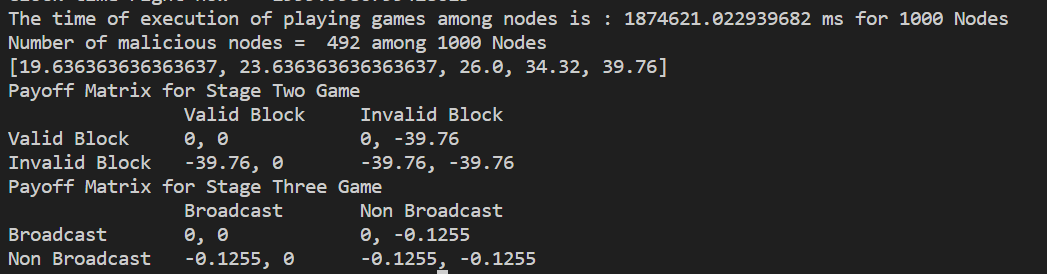 The time of execution of playing games among nodes is : 1874621.022939682 ms for 1000 Nodes
Number of malicious nodes =  492 among 1000 Nodes
[19.636363636363637, 23.636363636363637, 26.0, 34.32, 39.76]
Payoff Matrix for Stage Two Game
Valid Block     Invalid Block
Valid Block     0, 0            0, -39.76
Invalid Block   -39.76, 0       -39.76, -39.76
Payoff Matrix for Stage Three Game
Broadcast       Non Broadcast
Broadcast       0, 0            0, -0.1255
Non Broadcast   -0.1255, 0      -0.1255, -0.1255